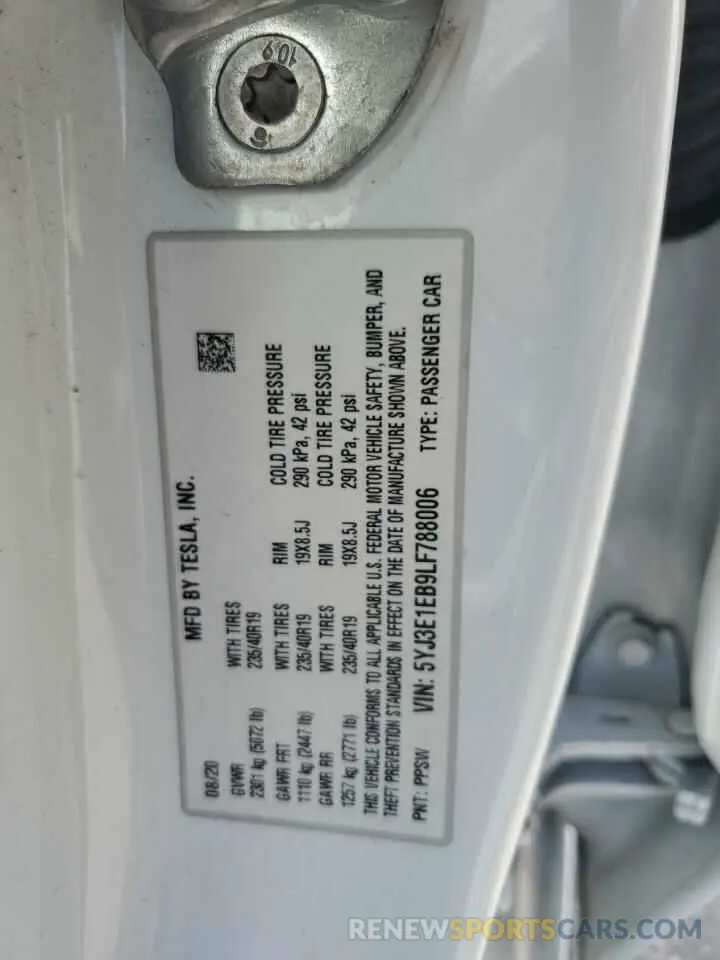 10.9
MFD BY TESLA, INC.
08/20
GVWR WITH TIRES
2301 kg (5072 lb) 235/40R19
GAWR FRT WITH TIRES RIM COLD TIRE PRESSURE
1110 kg (2447 lb) 235/40R19 19X8.5J 290 kPa, 42 psi
GAWR RR WITH TIRES RIM COLD TIRE PRESSURE
1257 kg (2771 lb) 235/40R19 19X8.5J 290 kPa, 42 psi
THIS VEHICLE CONFORMS TO ALL APPLICABLE U.S. FEDERAL MOTOR VEHICLE SAFETY, BUMPER, AND
THEFT PREVENTION STANDARDS IN EFFECT ON THE DATE OF MANUFACTURE SHOWN ABOVE.
PNT: PPSW VIN: 5YJ3E1EB9LF788006 TYPE: PASSENGER CAR
RENEWSPORTSCARS.COM